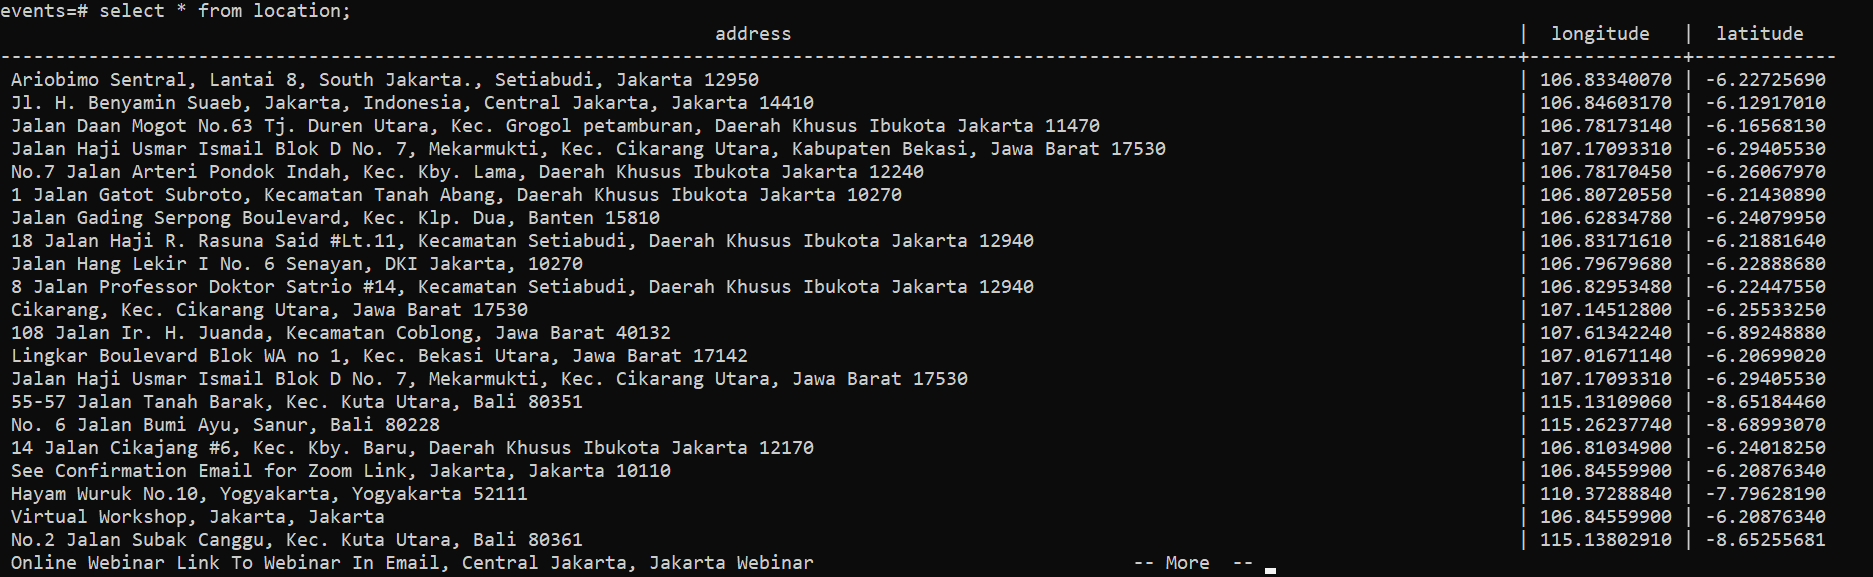 events=# select * from location;
address | longitude | latitude
-----------------------------------------------------------------------------------------------------------------------------------------+--------------+-------------
Ariobimo Sentral, Lantai 8, South Jakarta., Setiabudi, Jakarta 12950 | 106.83340070 | -6.22725690
Jl. H. Benyamin Suaeb, Jakarta, Indonesia, Central Jakarta, Jakarta 14410 | 106.84603170 | -6.12917010
Jalan Daan Mogot No.63 Tj. Duren Utara, Kec. Grogol petamburan, Daerah Khusus Ibukota Jakarta 11470 | 106.78173140 | -6.16568130
Jalan Haji Usmar Ismail Blok D No. 7, Mekarmukti, Kec. Cikarang Utara, Kabupaten Bekasi, Jawa Barat 17530 | 107.17093310 | -6.29405530
No.7 Jalan Arteri Pondok Indah, Kec. Kby. Lama, Daerah Khusus Ibukota Jakarta 12240 | 106.78170450 | -6.26067970
1 Jalan Gatot Subroto, Kecamatan Tanah Abang, Daerah Khusus Ibukota Jakarta 10270 | 106.80720550 | -6.21430890
Jalan Gading Serpong Boulevard, Kec. Klp. Dua, Banten 15810 | 106.62834780 | -6.24079950
18 Jalan Haji R. Rasuna Said #Lt.11, Kecamatan Setiabudi, Daerah Khusus Ibukota Jakarta 12940 | 106.83171610 | -6.21881640
Jalan Hang Lekir I No. 6 Senayan, DKI Jakarta, 10270 | 106.79679680 | -6.22888680
8 Jalan Professor Doktor Satrio #14, Kecamatan Setiabudi, Daerah Khusus Ibukota Jakarta 12940 | 106.82953480 | -6.22447550
Cikarang, Kec. Cikarang Utara, Jawa Barat 17530 | 107.14512800 | -6.25533250
108 Jalan Ir. H. Juanda, Kecamatan Coblong, Jawa Barat 40132 | 107.61342240 | -6.89248880
Lingkar Boulevard Blok WA no 1, Kec. Bekasi Utara, Jawa Barat 17142 | 107.01671140 | -6.20699020
Jalan Haji Usmar Ismail Blok D No. 7, Mekarmukti, Kec. Cikarang Utara, Jawa Barat 17530 | 107.17093310 | -6.29405530
55-57 Jalan Tanah Barak, Kec. Kuta Utara, Bali 80351 | 115.13109060 | -8.65184460
No. 6 Jalan Bumi Ayu, Sanur, Bali 80228 | 115.26237740 | -8.68993070
14 Jalan Cikajang #6, Kec. Kby. Baru, Daerah Khusus Ibukota Jakarta 12170 | 106.81034900 | -6.24018250
See Confirmation Email for Zoom Link, Jakarta, Jakarta 10110 | 106.84559900 | -6.20876340
Hayam Wuruk No.10, Yogyakarta, Yogyakarta 52111 | 110.37288840 | -7.79628190
Virtual Workshop, Jakarta, Jakarta | 106.84559900 | -6.20876340
No.2 Jalan Subak Canggu, Kec. Kuta Utara, Bali 80361 | 115.13802910 | -8.65255681
Online Webinar Link To Webinar In Email, Central Jakarta, Jakarta Webinar -- More --